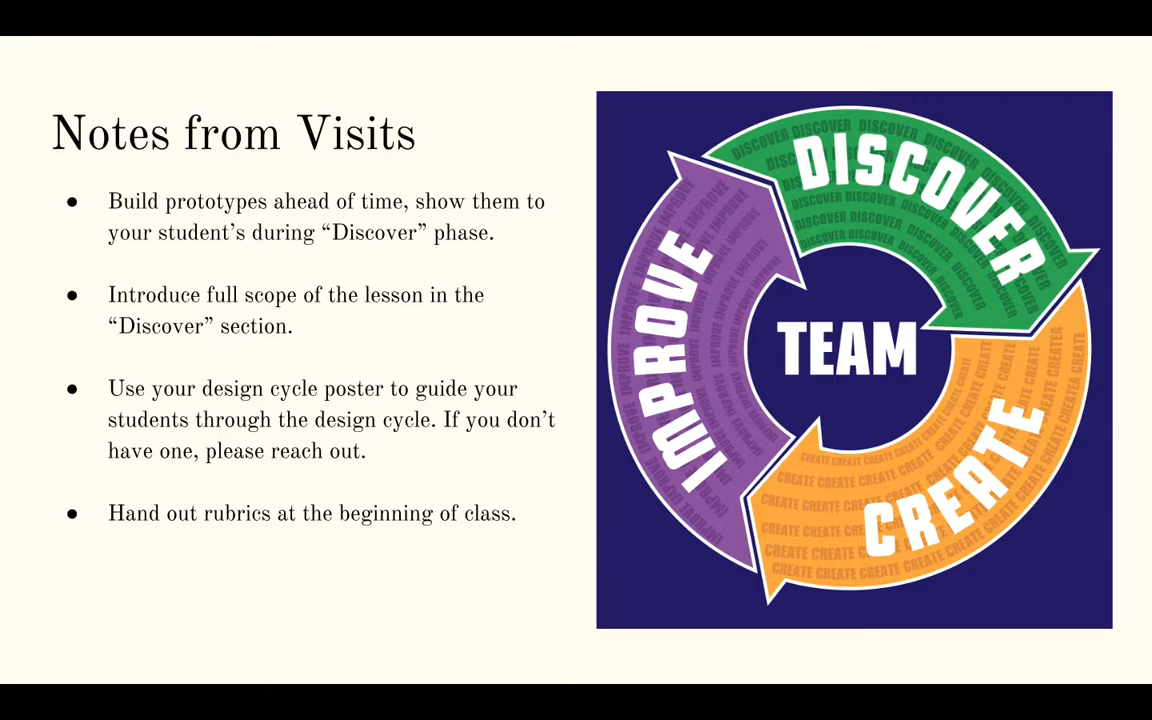 Notes from Visits
● Build prototypes ahead of time, show them to
your student’s during “Discover” phase.
● Introduce full scope of the lesson in the
“Discover” section.
● Use your design cycle poster to guide your
students through the design cycle. If you don’t
have one, please reach out.
● Hand out rubrics at the beginning of class.
DISCOVER
CREATE
IMPROVE
TEAM